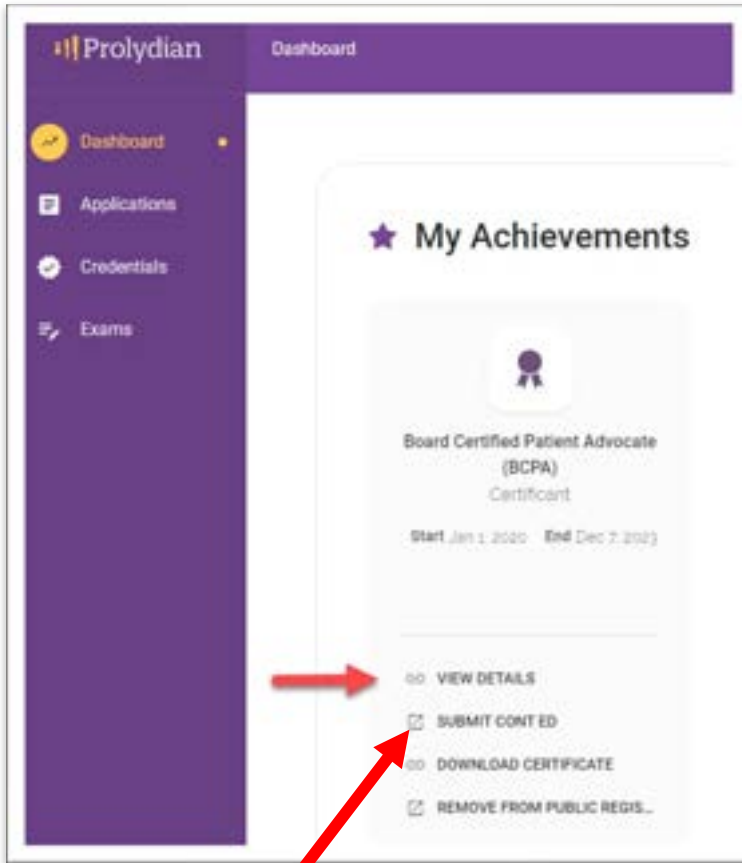 Prolydian
Dashboard
Dashboard
Applications
Credentials
Exams
My Achievements
Board Certified Patient Advocate
(BCPA)
Certificant
Start Jan 1, 2020 End Dec 7, 2023
VIEW DETAILS
SUBMIT CONT ED
DOWNLOAD CERTIFICATE
REMOVE FROM PUBLIC REGIS...